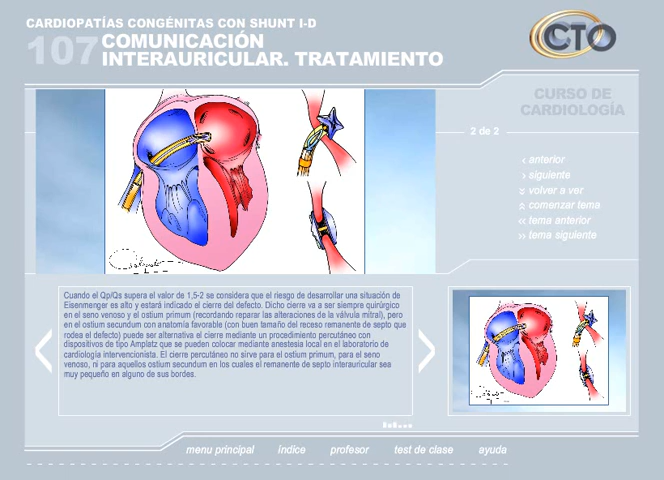 CARDIOPATÍAS CONGÉNITAS CON SHUNT I-D
107 COMUNICACIÓN
INTERAURICULAR. TRATAMIENTO
CTO
CURSO DE
CARDIOLOGÍA
2 de 2
‹ anterior
› siguiente
volver a ver
comenzar tema
‹‹ tema anterior
›› tema siguiente
Cuando el Qp/Qs supera el valor de 1,5-2 se considera que el riesgo de desarrollar una situación de
Eisenmenger es alto y estará indicado el cierre del defecto. Dicho cierre va a ser siempre quirúrgico
en el seno venoso y el ostium primum (recordando reparar las alteraciones de la válvula mitral), pero
en el ostium secundum con anatomía favorable (con buen tamaño del receso remanente de septo que
rodea el defecto) puede ser alternativa el cierre mediante un procedimiento percutáneo con
dispositivos de tipo Amplatz que se pueden colocar mediante anestesia local en el laboratorio de
cardiología intervencionista. El cierre percutáneo no sirve para el ostium primum, para el seno
venoso, ni para aquellos ostium secundum en los cuales el remanente de septo interauricular sea
muy pequeño en alguno de sus bordes.
menu principal
índice
profesor
test de clase
ayuda